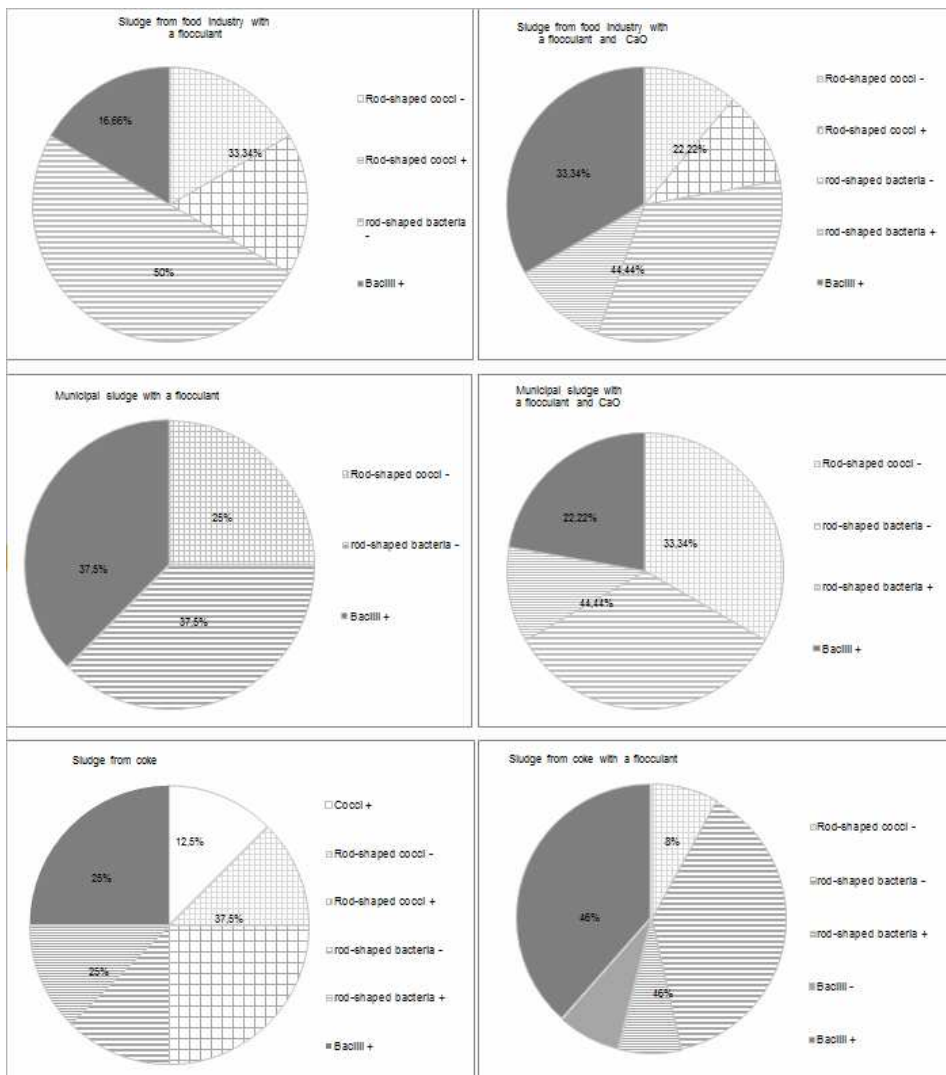 Sludge from food Industry with
a flocculant
16,66%
33,34%
50%
Rod-shaped cocci -
Rod-shaped cocci +
rod-shaped bacteria
-
Bacilli +
Sludge from food Industry with
a flocculant and CaO
33,34%
22,22%
44,44%
Rod-shaped cocci -
Rod-shaped cocci +
rod-shaped bacteria -
rod-shaped bacteria +
Bacilli +
Municipal sludge with a flocculant
25%
37,5%
37,5%
Rod-shaped cocci -
rod-shaped bacteria -
Bacilli +
Municipal sludge with
a flocculant and CaO
22,22%
33,34%
44,44%
Rod-shaped cocci -
rod-shaped bacteria -
rod-shaped bacteria +
Bacilli +
Sludge from coke
12,5%
25%
37,5%
25%
Cocci +
Rod-shaped cocci -
Rod-shaped cocci +
rod-shaped bacteria -
rod-shaped bacteria +
Bacilli +
Sludge from coke with a flocculant
8%
46%
46%
Rod-shaped cocci -
rod-shaped bacteria -
rod-shaped bacteria +
Bacilli -
Bacilli +